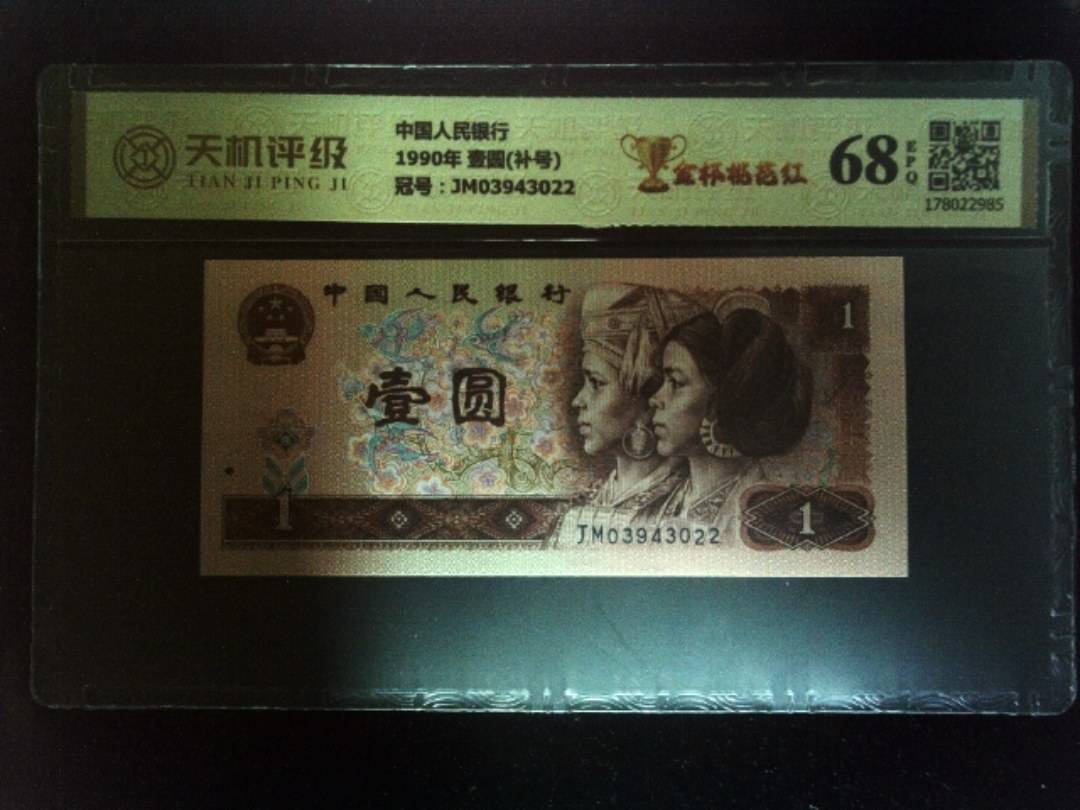 天机评级
TIAN JI PING JI
中国人民银行
1990年 壹圆(补号)
冠号：JM03943022
金杯桃花红
68
EPQ
178022985
中国人民银行
1
壹圆
1
JM03943022
1